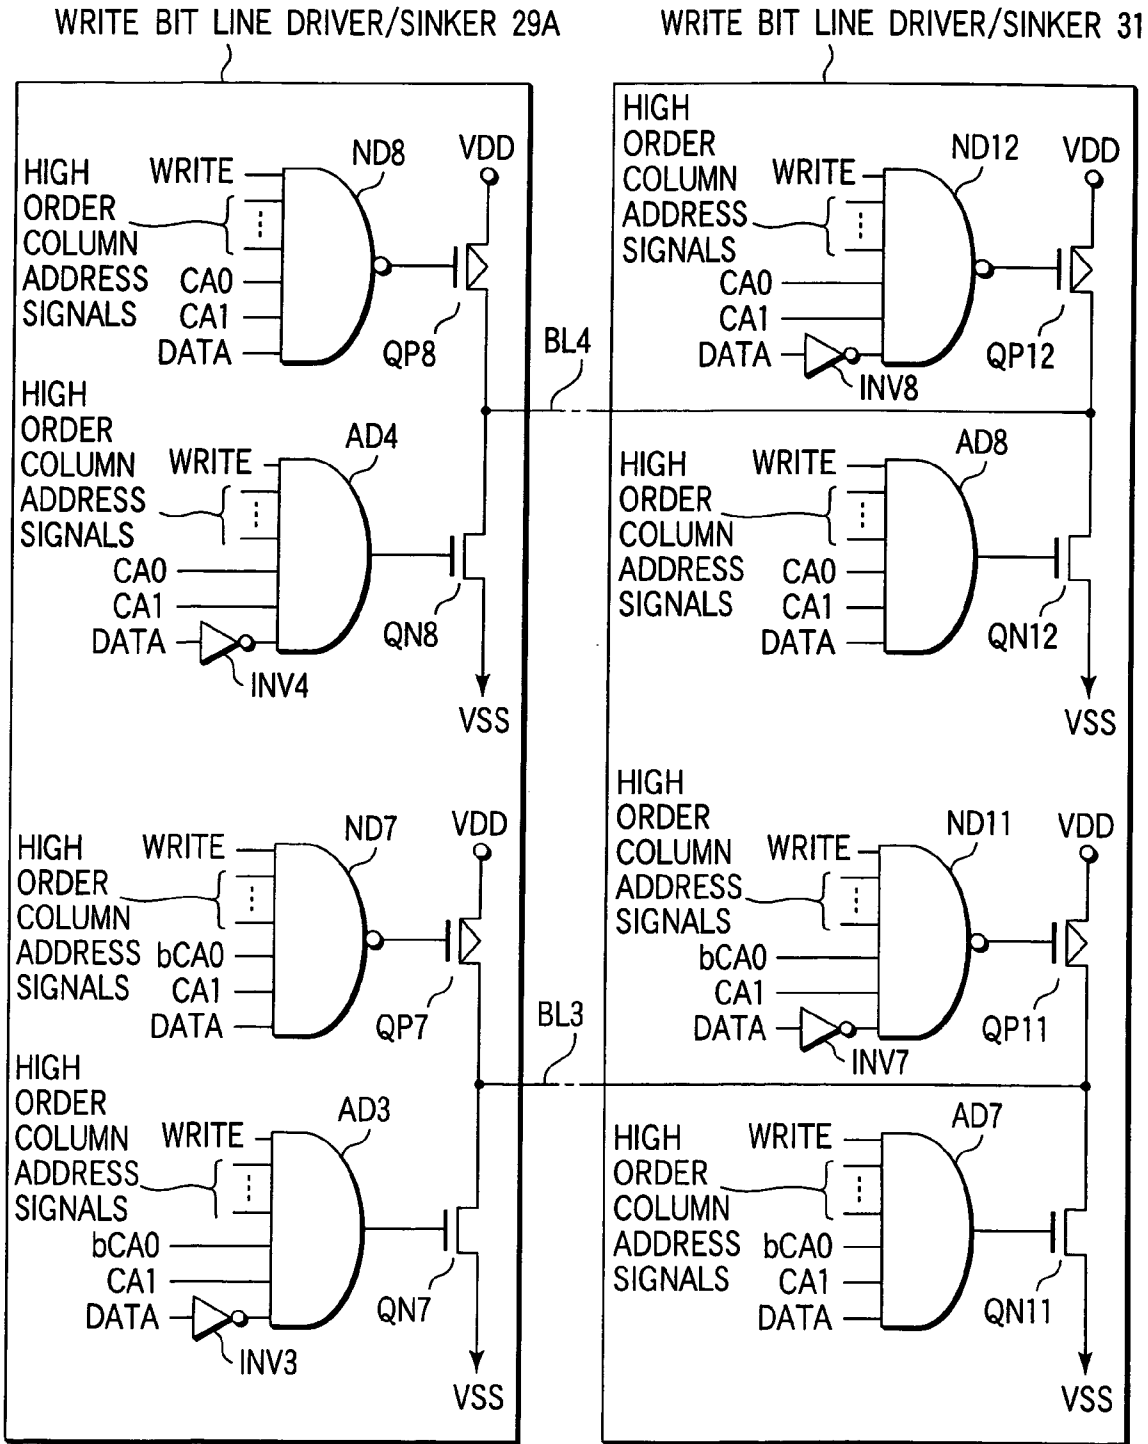 WRITE BIT LINE DRIVER/SINKER 29A
WRITE BIT LINE DRIVER/SINKER 31
HIGH
ORDER
COLUMN
ADDRESS
SIGNALS
WRITE
CA0
CA1
DATA
ND8
VDD
QP8
HIGH
ORDER
COLUMN
ADDRESS
SIGNALS
WRITE
CA0
CA1
DATA
INV4
AD4
QN8
VSS
BL4
HIGH
ORDER
COLUMN
ADDRESS
SIGNALS
WRITE
CA0
CA1
DATA
INV8
ND12
VDD
QP12
HIGH
ORDER
COLUMN
ADDRESS
SIGNALS
WRITE
CA0
CA1
DATA
AD8
QN12
VSS
HIGH
ORDER
COLUMN
ADDRESS
SIGNALS
WRITE
bCA0
CA1
DATA
ND7
VDD
QP7
HIGH
ORDER
COLUMN
ADDRESS
SIGNALS
WRITE
bCA0
CA1
DATA
INV3
AD3
QN7
VSS
BL3
HIGH
ORDER
COLUMN
ADDRESS
SIGNALS
WRITE
bCA0
CA1
DATA
INV7
ND11
VDD
QP11
HIGH
ORDER
COLUMN
ADDRESS
SIGNALS
WRITE
bCA0
CA1
DATA
AD7
QN11
VSS